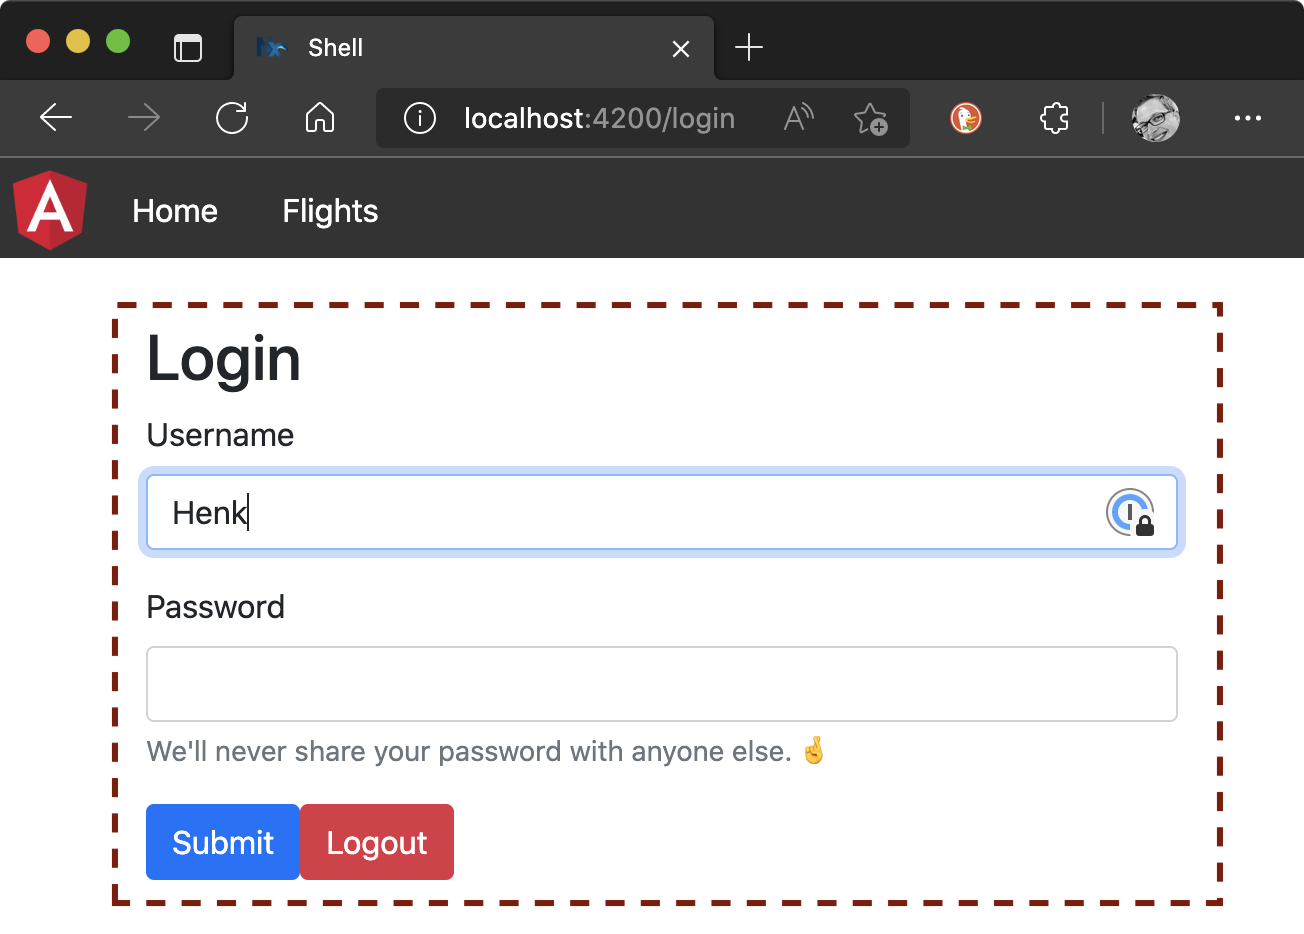 Shell
localhost:4200/login
Home Flights
Login
Username
Henk
Password
We'll never share your password with anyone else. 🤞
Submit Logout